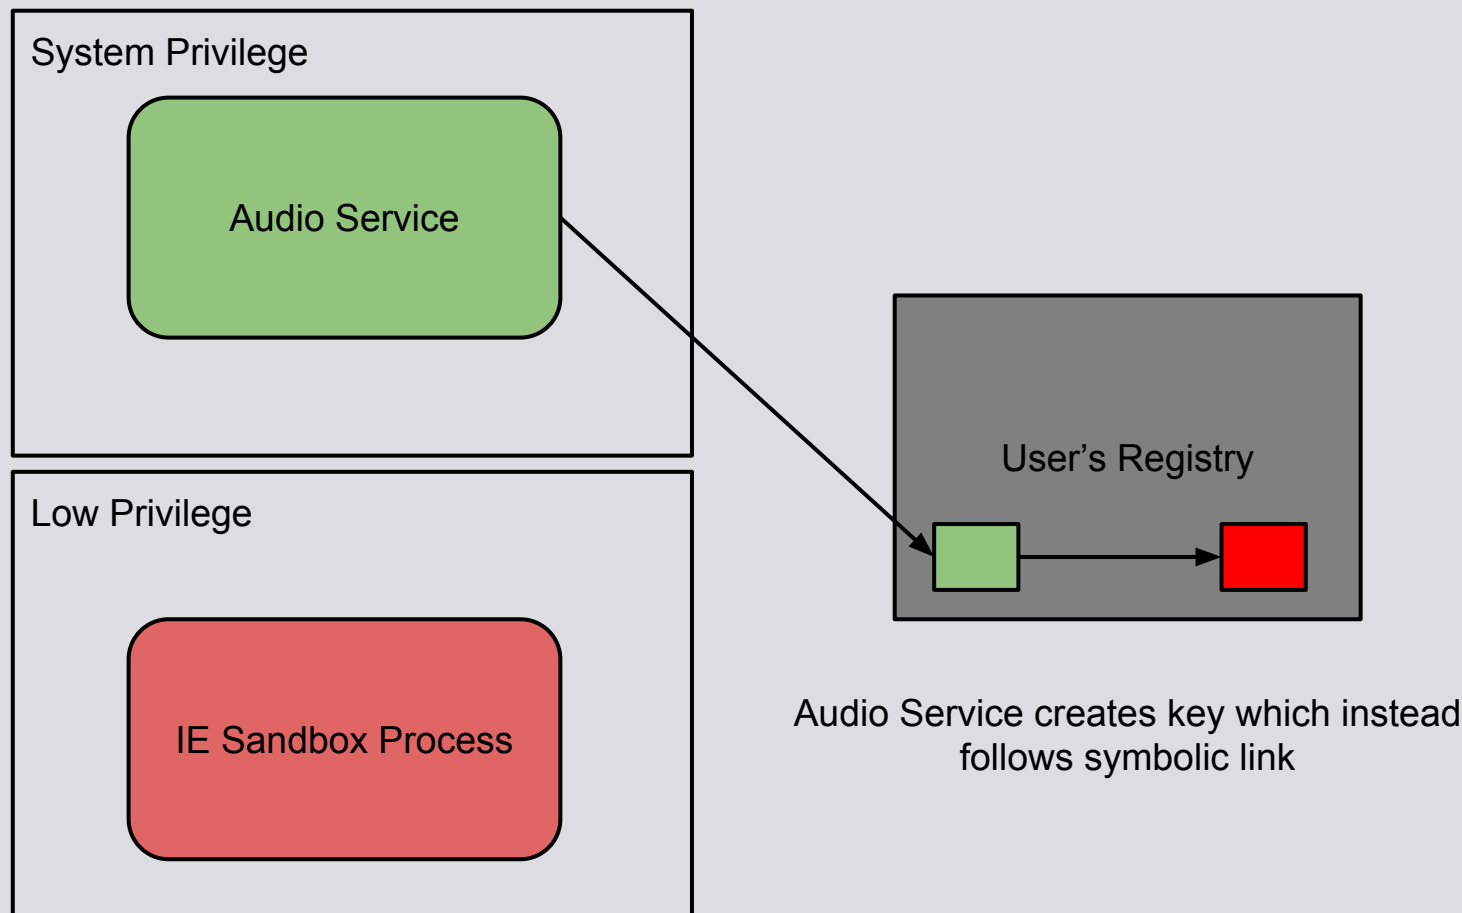 System Privilege
Audio Service
User’s Registry
Low Privilege
IE Sandbox Process
Audio Service creates key which instead
follows symbolic link